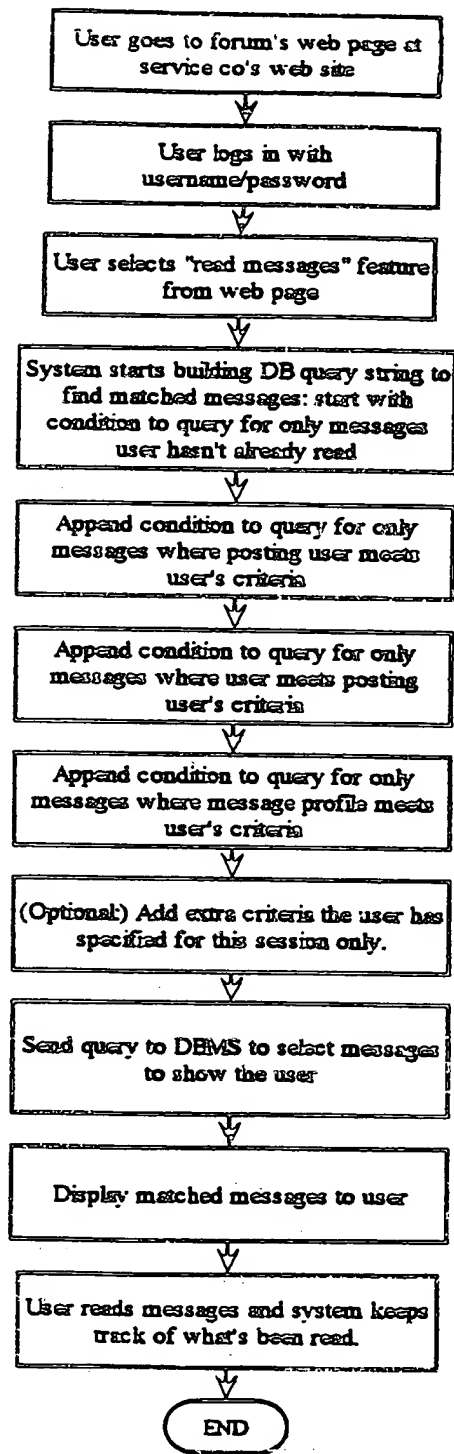 User goes to forum's web page at
service co's web site
User logs in with
username/password
User selects "read messages" feature
from web page
System starts building DB query string to
find matched messages: start with
condition to query for only messages
user hasn't already read
Append condition to query for only
messages where posting user meets
user's criteria
Append condition to query for only
messages where user meets posting
user's criteria
Append condition to query for only
messages where message profile meets
user's criteria
(Optional:) Add extra criteria the user has
specified for this session only.
Send query to DBMS to select messages
to show the user
Display matched messages to user
User reads messages and system keeps
track of what's been read.
END